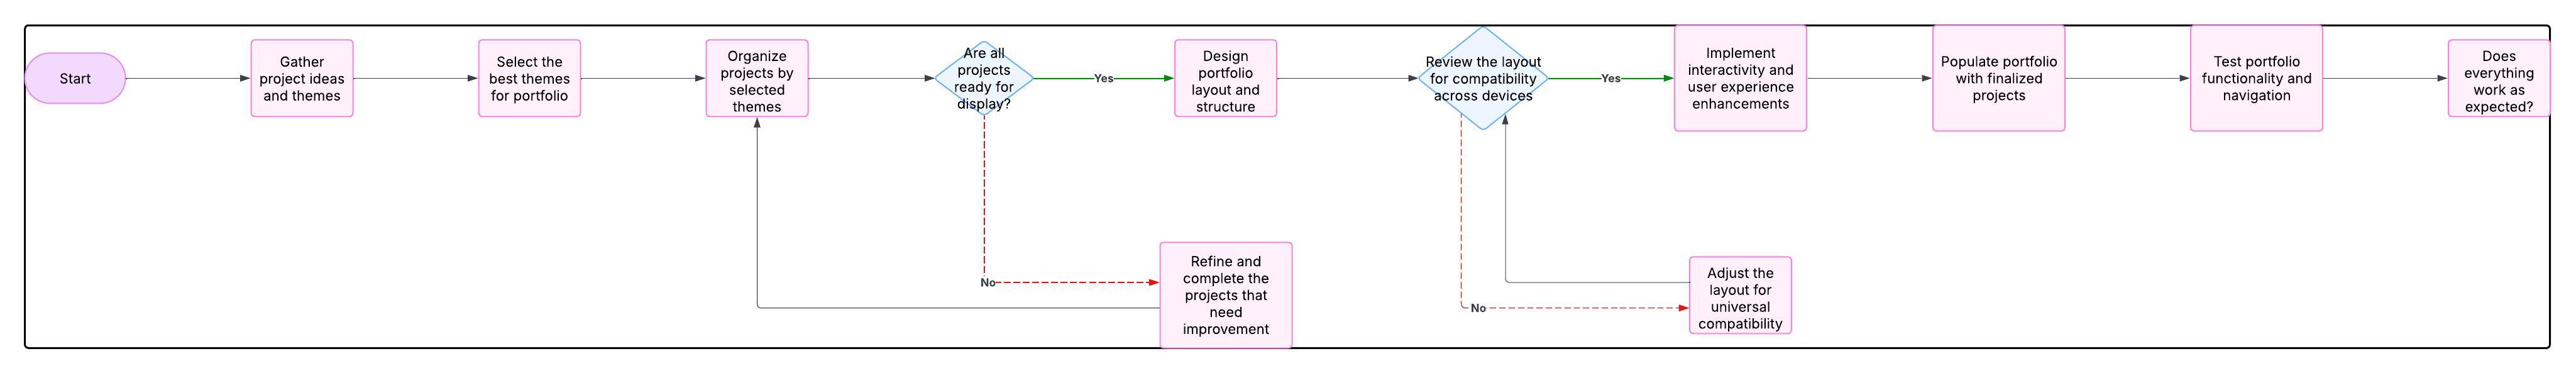 Start
Gather
project ideas
and themes
Select the
best themes
for portfolio
Organize
projects by
selected
themes
Are all
projects
ready for
display?
Yes
Design
portfolio
layout and
structure
Review the layout
for compatibility
across devices
Yes
Implement
interactivity and
user experience
enhancements
Populate portfolio
with finalized
projects
Test portfolio
functionality and
navigation
Does
everything
work as
expected?
No
Refine and
complete the
projects that
need
improvement
No
Adjust the
layout for
universal
compatibility